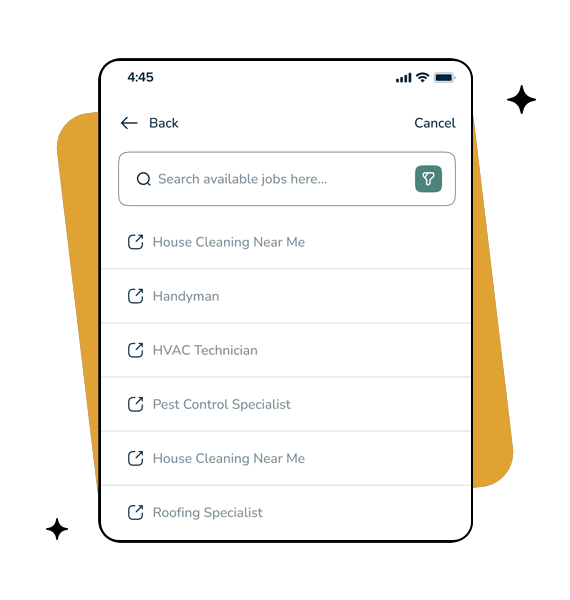 4:45
Back
Cancel
Search available jobs here...
House Cleaning Near Me
Handyman
HVAC Technician
Pest Control Specialist
House Cleaning Near Me
Roofing Specialist